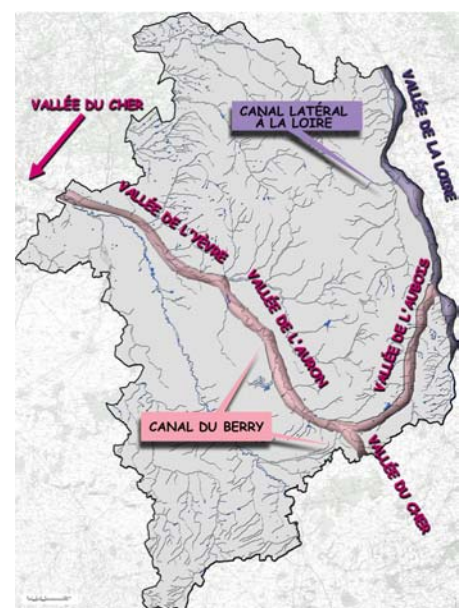 VALLÉE DU CHER
CANAL LATÉRAL
À LA LOIRE
VALLÉE DE LA LOIRE
VALLÉE DE L'YÈVRE
VALLÉE DE L'AURON
VALLÉE DE L'AUBOIS
CANAL DU BERRY
VALLÉE DU CHER